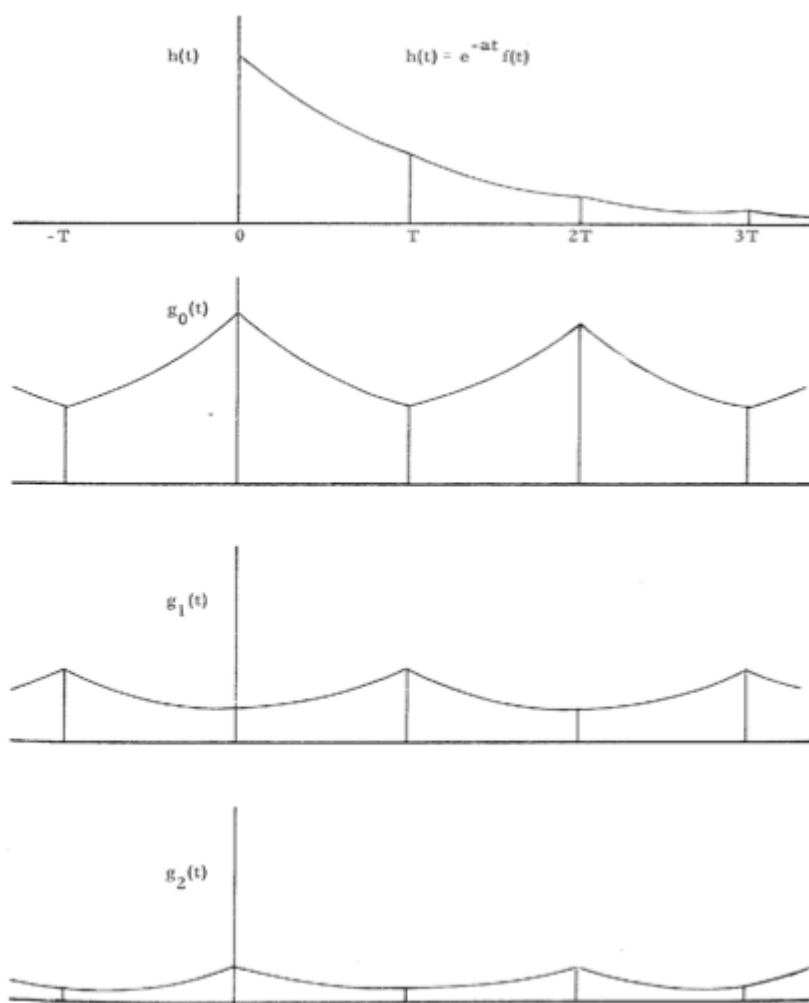 h(t)
h(t) = e^{-at} f(t)
-T 0 T 2T 3T
g_0(t)
g_1(t)
g_2(t)